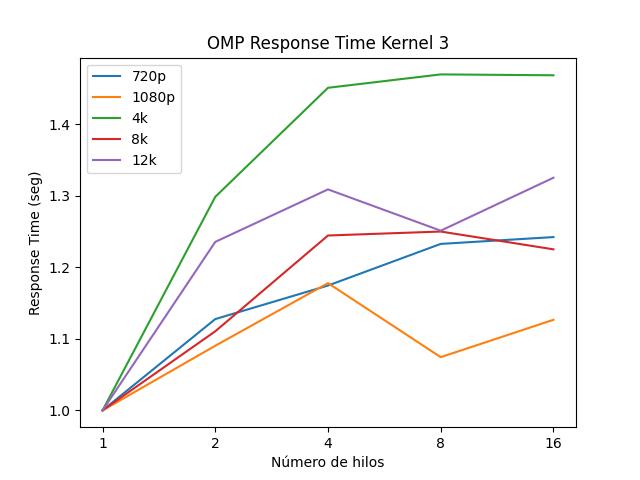 OMP Response Time Kernel 3
720p
1080p
4k
8k
12k
Response Time (seg)
1.4
1.3
1.2
1.1
1.0
1
2
4
8
16
Número de hilos